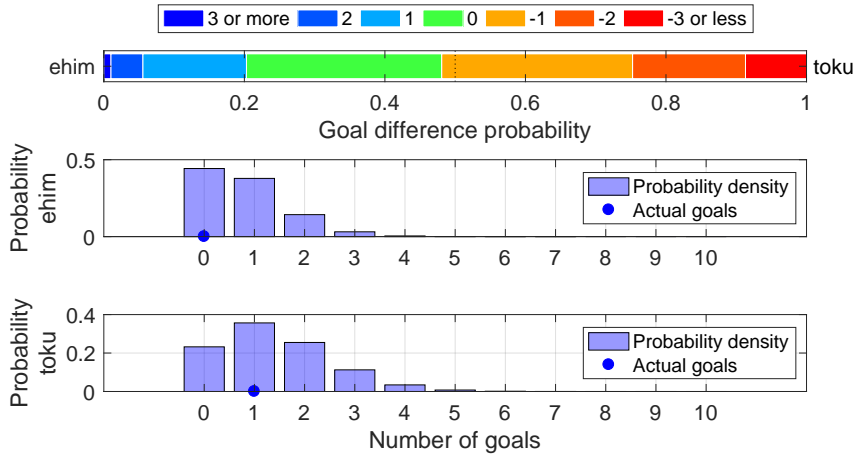 3 or more 2 1 0 -1 -2 -3 or less
ehim toku
0 0.2 0.4 0.6 0.8 1
Goal difference probability
Probability
ehim
0.5
0
Probability density
Actual goals
0 1 2 3 4 5 6 7 8 9 10
Probability
toku
0.4
0.2
0
Probability density
Actual goals
0 1 2 3 4 5 6 7 8 9 10
Number of goals